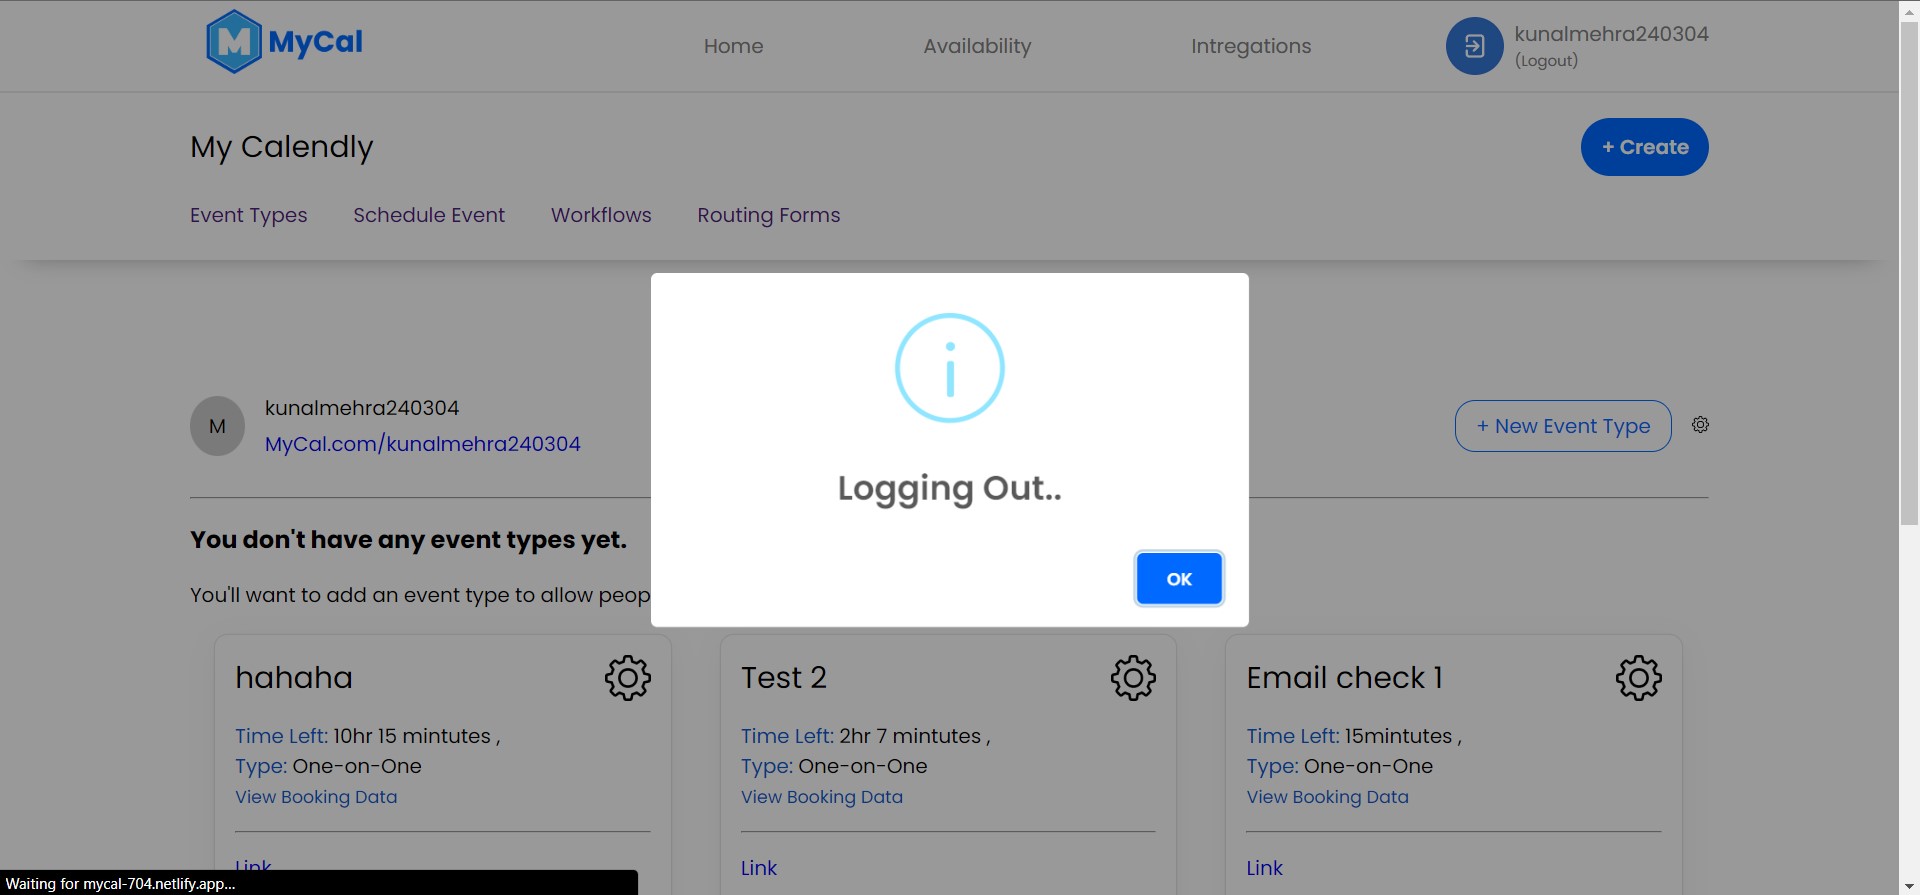 M MyCal
Home
Availability
Intregations
kunalmehra240304
(Logout)
My Calendly
+ Create
Event Types
Schedule Event
Workflows
Routing Forms
M
kunalmehra240304
MyCal.com/kunalmehra240304
+ New Event Type
i
Logging Out..
OK
You don't have any event types yet.
You'll want to add an event type to allow
hahaha
Time Left: 10hr 15 mintutes ,
Type: One-on-One
View Booking Data
Link
Test 2
Time Left: 2hr 7 mintutes ,
Type: One-on-One
View Booking Data
Link
Email check 1
Time Left: 15mintutes ,
Type: One-on-One
View Booking Data
Link
Waiting for mycal-704.netlify.app...